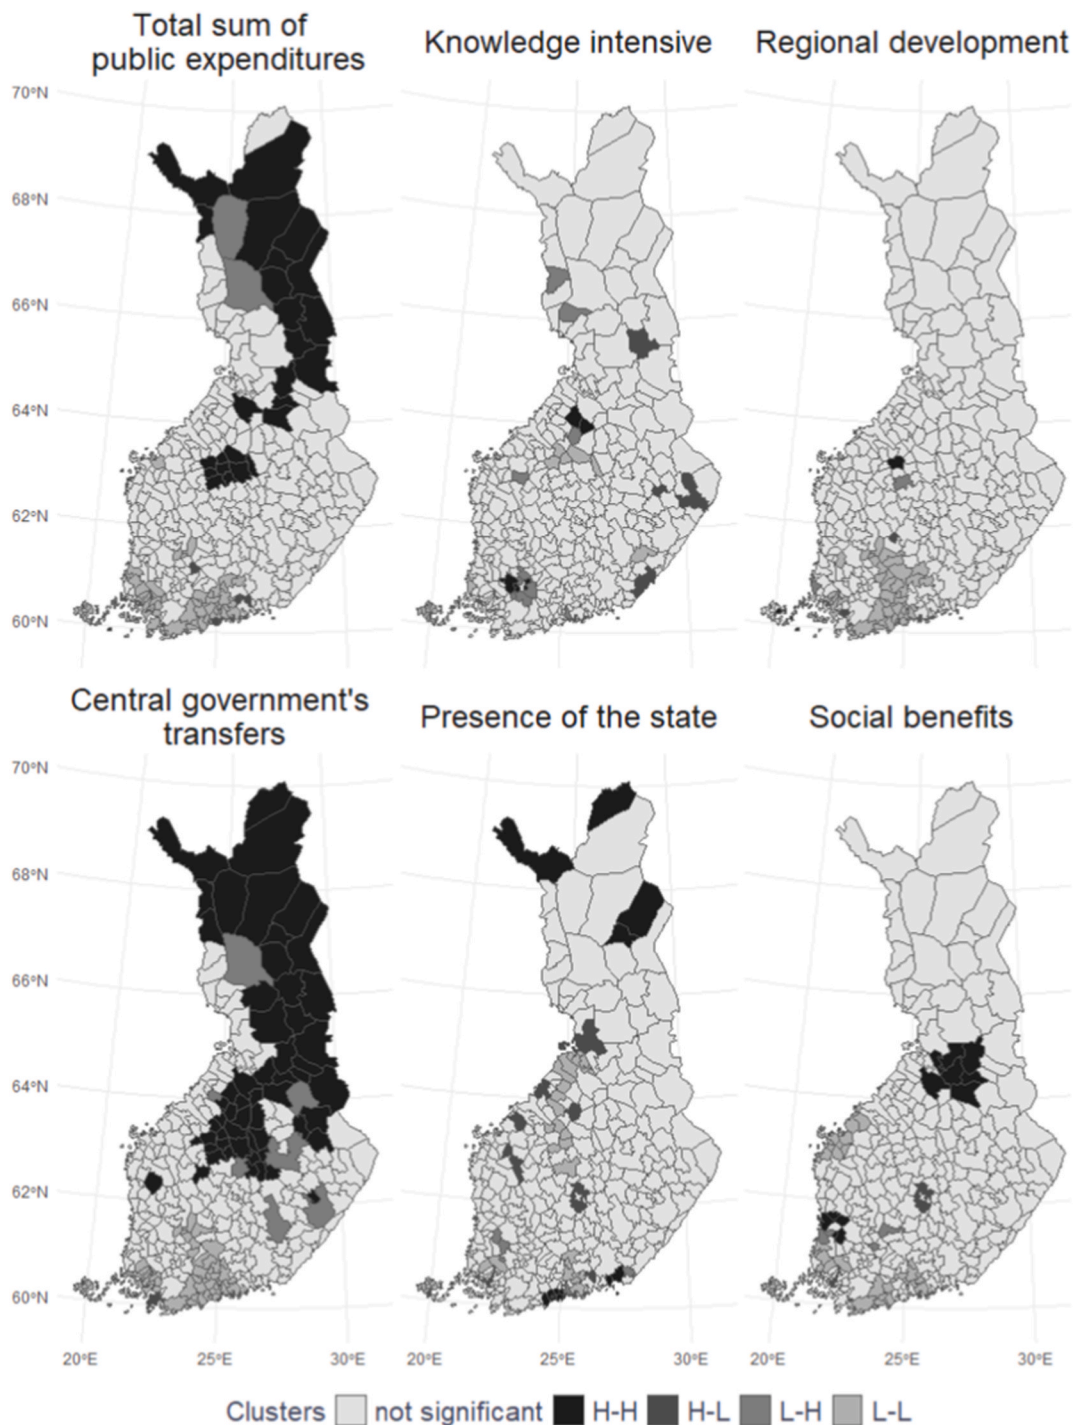 Total sum of
public expenditures
Knowledge intensive
Regional development
70°N
68°N
66°N
64°N
62°N
60°N
Central government's
transfers
Presence of the state
Social benefits
70°N
68°N
66°N
64°N
62°N
60°N
20°E 25°E 30°E 20°E 25°E 30°E 20°E 25°E 30°E
Clusters not significant H-H H-L L-H L-L